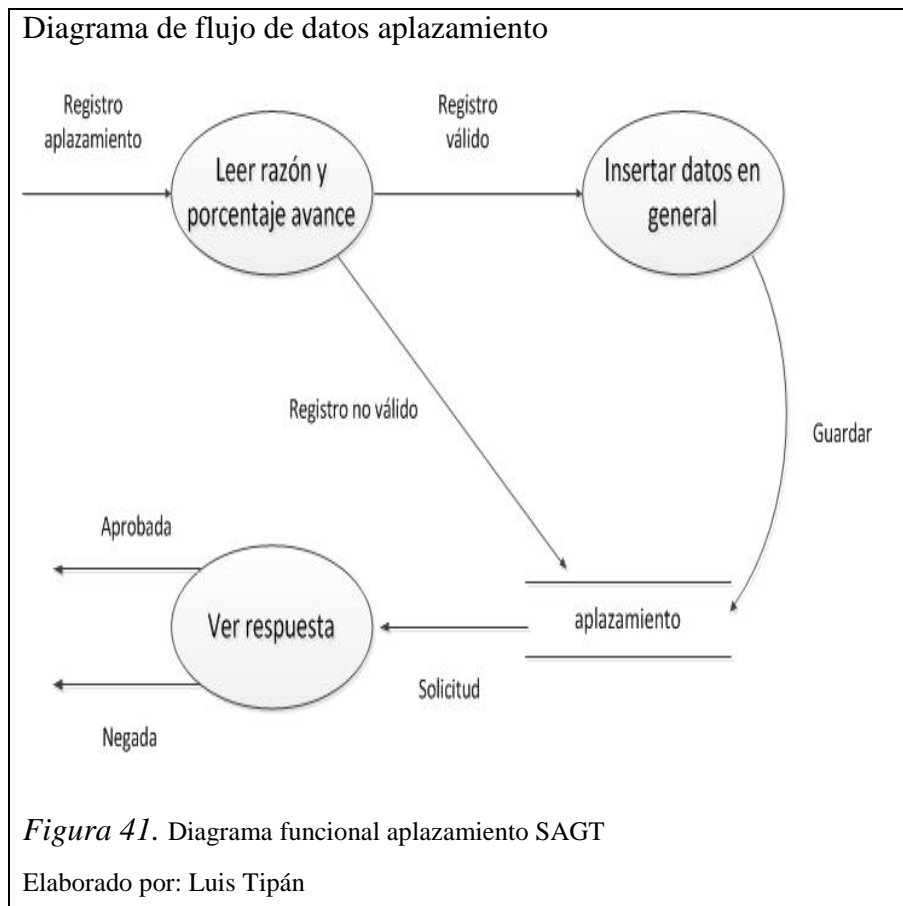 Diagrama de flujo de datos aplazamiento
Registro
aplazamiento
Leer razón y
porcentaje avance
Registro
válido
Insertar datos en
general
Registro no válido
Guardar
Aprobada
Ver respuesta
aplazamiento
Solicitud
Negada
Figura 41. Diagrama funcional aplazamiento SAGT
Elaborado por: Luis Tipán